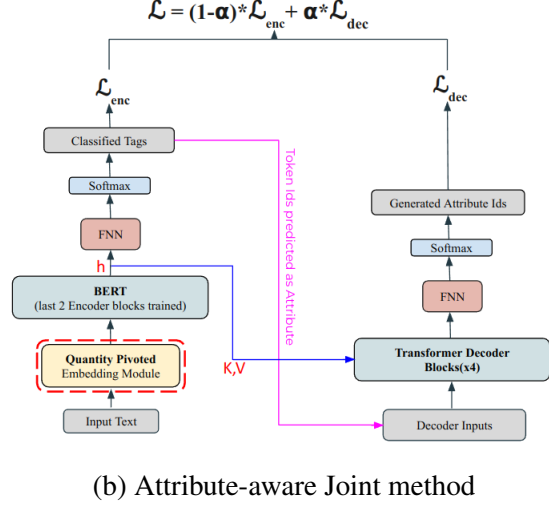 ℒ = (1-α)*ℒenc + α*ℒdec
ℒenc
ℒdec
Classified Tags
Token Ids predicted as Attribute
Softmax
Generated Attribute Ids
FNN
Softmax
h
FNN
BERT
(last 2 Encoder blocks trained)
Quantity Pivoted
Embedding Module
K,V
Transformer Decoder
Blocks(x4)
Input Text
Decoder Inputs
(b) Attribute-aware Joint method